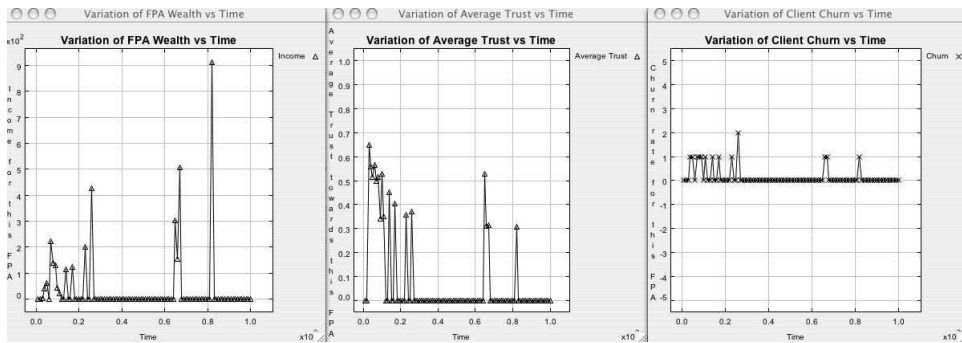 Variation of FPA Wealth vs Time
Variation of FPA Wealth vs Time
x10²
Income △
Income for this FPA
9
8
7
6
5
4
3
2
1
0
0.0 0.2 0.4 0.6 0.8 1.0
Time
Variation of Average Trust vs Time
Variation of Average Trust vs Time
Average Trust △
Average Trust towards this FPA
1.0
0.9
0.8
0.7
0.6
0.5
0.4
0.3
0.2
0.1
0.0
0.0 0.2 0.4 0.6 0.8 1.0
Time
Variation of Client Churn vs Time
Variation of Client Churn vs Time
Churn ×
Churn rate for this FPA
5
4
3
2
1
0
-1
-2
-3
-4
-5
0.0 0.2 0.4 0.6 0.8 1.0
Time